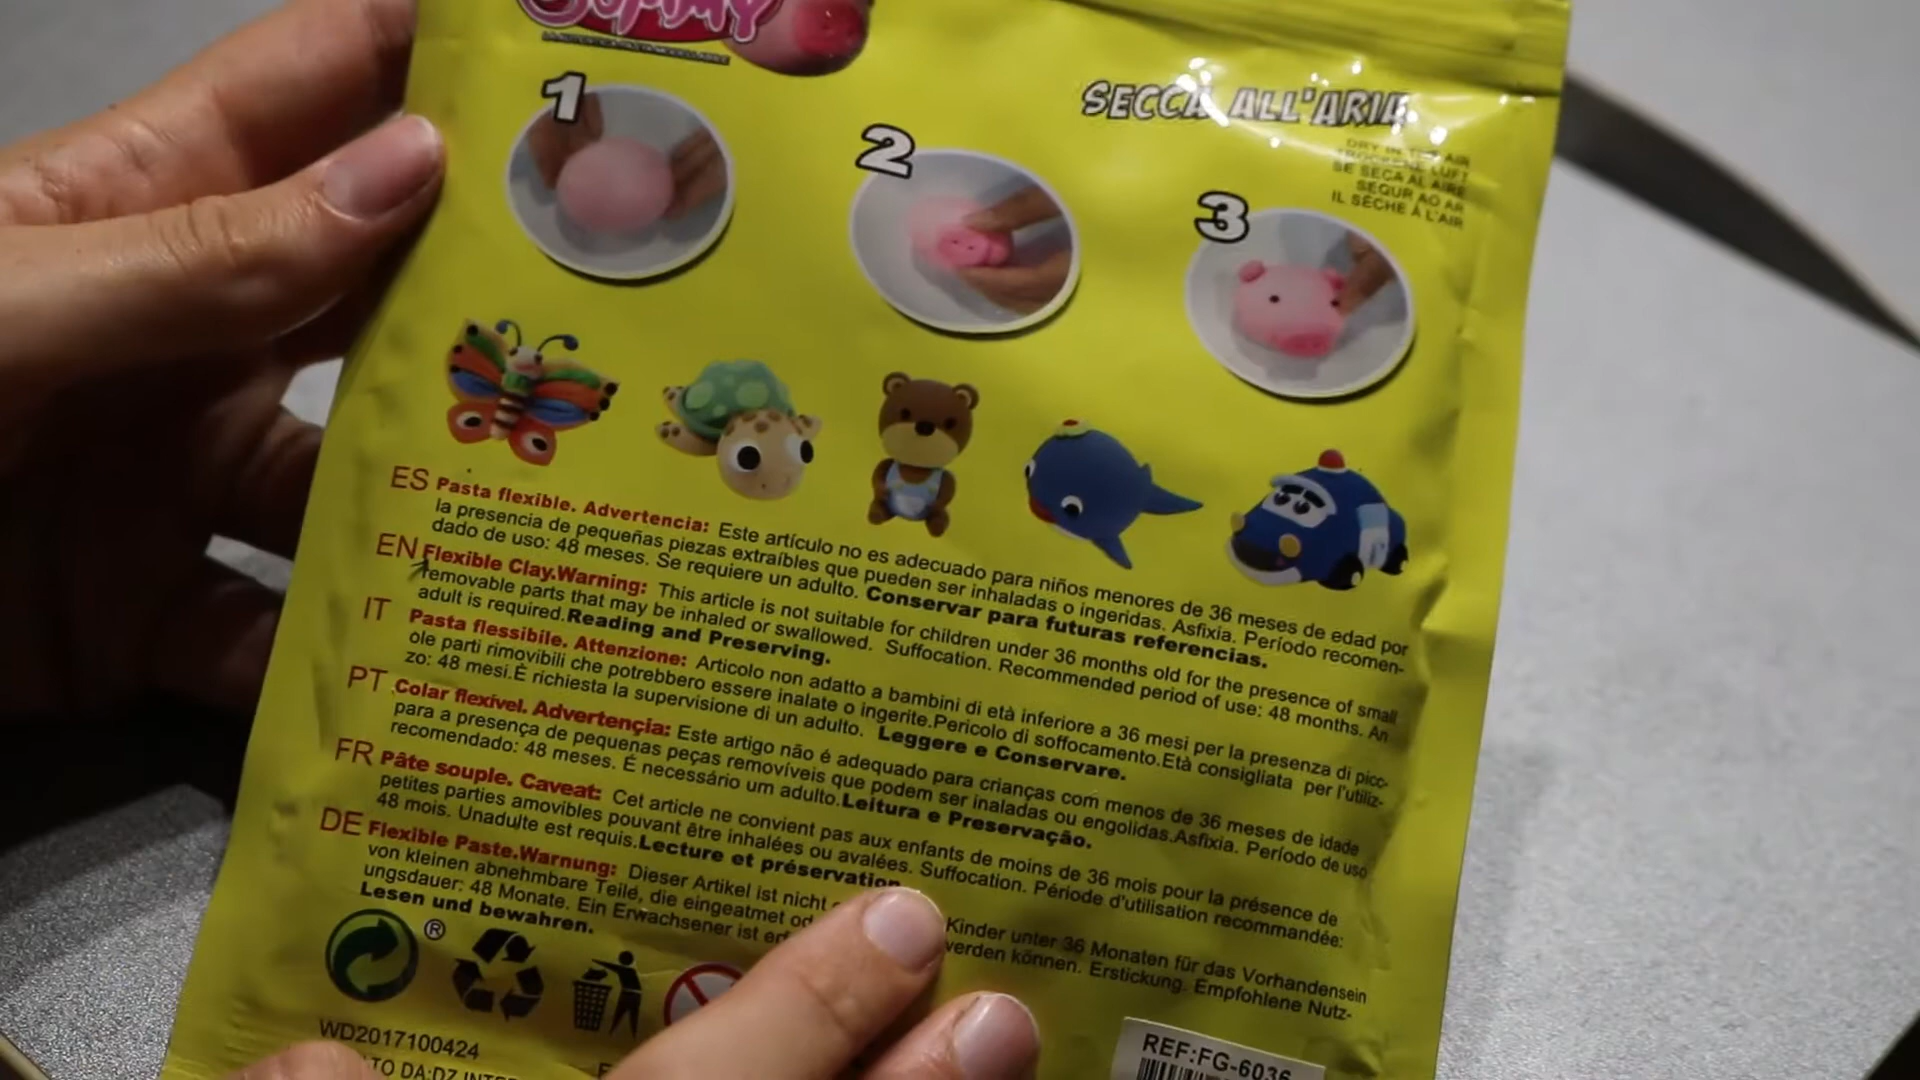 1
2
3
SECCA ALL'ARIA
DRY IN THE AIR
TROCKENE LUFT
SE SECA AL AIRE
SEQUR AO AR
IL SÈCHE À L'AIR
ES Pasta flexible. Advertencia: Este artículo no es adecuado para niños menores de 36 meses de edad por
la presencia de pequeñas piezas extraíbles que pueden ser inhaladas o ingeridas. Asfixia. Período recomen-
dado de uso: 48 meses. Se requiere un adulto. Conservar para futuras referencias.
EN Flexible Clay.Warning: This article is not suitable for children under 36 months old for the presence of small
removable parts that may be inhaled or swallowed. Suffocation. Recommended period of use: 48 months. An
adult is required.Reading and Preserving.
IT Pasta flessibile. Attenzione: Articolo non adatto a bambini di età inferiore a 36 mesi per la presenza di picc-
ole parti rimovibili che potrebbero essere inalate o ingerite.Pericolo di soffocamento.Età consigliata per l'utiliz-
zo: 48 mesi.È richiesta la supervisione di un adulto. Leggere e Conservare.
PT Colar flexível. Advertençia: Este artigo não é adequado para crianças com menos de 36 meses de idade
para a presença de pequenas peças removíveis que podem ser inaladas ou engolidas.Asfixia. Período de uso
recomendado: 48 meses. É necessário um adulto.Leitura e Preservação.
FR Pâte souple. Caveat: Cet article ne convient pas aux enfants de moins de 36 mois pour la présence de
petites parties amovibles pouvant être inhalées ou avalées. Suffocation. Période d'utilisation recommandée:
48 mois. Unadulte est requis.Lecture et préservation
DE Flexible Paste.Warnung: Dieser Artikel ist nicht Kinder unter 36 Monaten für das Vorhandensein
von kleinen abnehmbare Teile, die eingeatmet werden können. Erstickung. Empfohlene Nutz-
ungsdauer: 48 Monate. Ein Erwachsener ist
Lesen und bewahren.
®
WD2017100424
REF:FG-6036